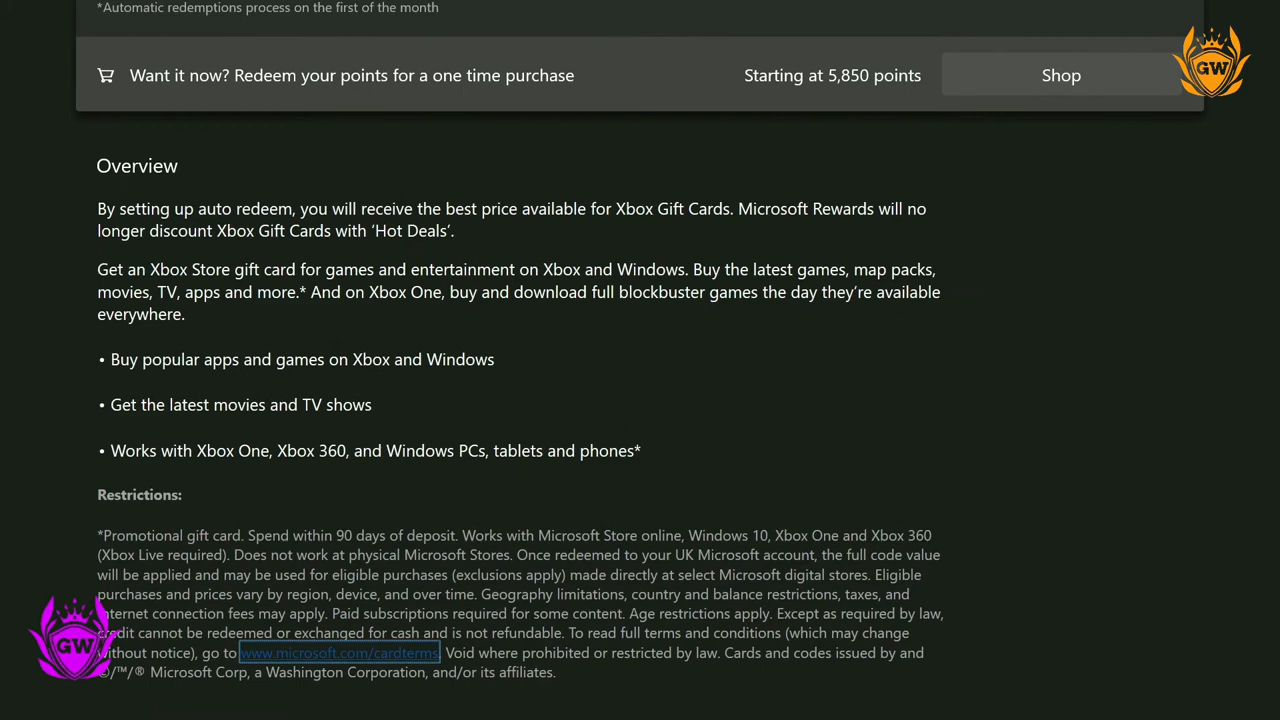 *Automatic redemptions process on the first of the month
Want it now? Redeem your points for a one time purchase Starting at 5,850 points Shop
GW
Overview
By setting up auto redeem, you will receive the best price available for Xbox Gift Cards. Microsoft Rewards will no
longer discount Xbox Gift Cards with ‘Hot Deals’.
Get an Xbox Store gift card for games and entertainment on Xbox and Windows. Buy the latest games, map packs,
movies, TV, apps and more.* And on Xbox One, buy and download full blockbuster games the day they’re available
everywhere.
• Buy popular apps and games on Xbox and Windows
• Get the latest movies and TV shows
• Works with Xbox One, Xbox 360, and Windows PCs, tablets and phones*
Restrictions:
*Promotional gift card. Spend within 90 days of deposit. Works with Microsoft Store online, Windows 10, Xbox One and Xbox 360
(Xbox Live required). Does not work at physical Microsoft Stores. Once redeemed to your UK Microsoft account, the full code value
will be applied and may be used for eligible purchases (exclusions apply) made directly at select Microsoft digital stores. Eligible
purchases and prices vary by region, device, and over time. Geography limitations, country and balance restrictions, taxes, and
internet connection fees may apply. Paid subscriptions required for some content. Age restrictions apply. Except as required by law,
credit cannot be redeemed or exchanged for cash and is not refundable. To read full terms and conditions (which may change
without notice), go to www.microsoft.com/cardterms. Void where prohibited or restricted by law. Cards and codes issued by and
©/™/® Microsoft Corp, a Washington Corporation, and/or its affiliates.
GW